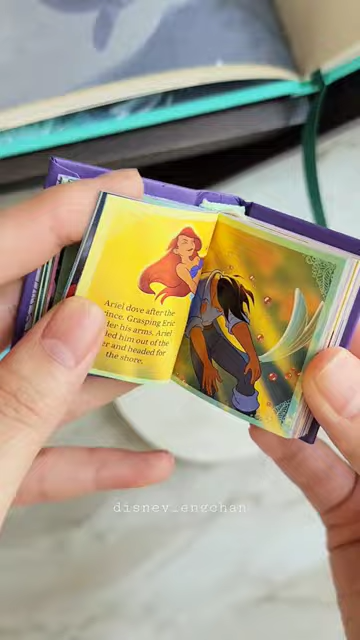 Ariel dove after the
Prince. Grasping Eric
his arms. Ariel
him out of the
and headed for
the shore.
disney_engchan